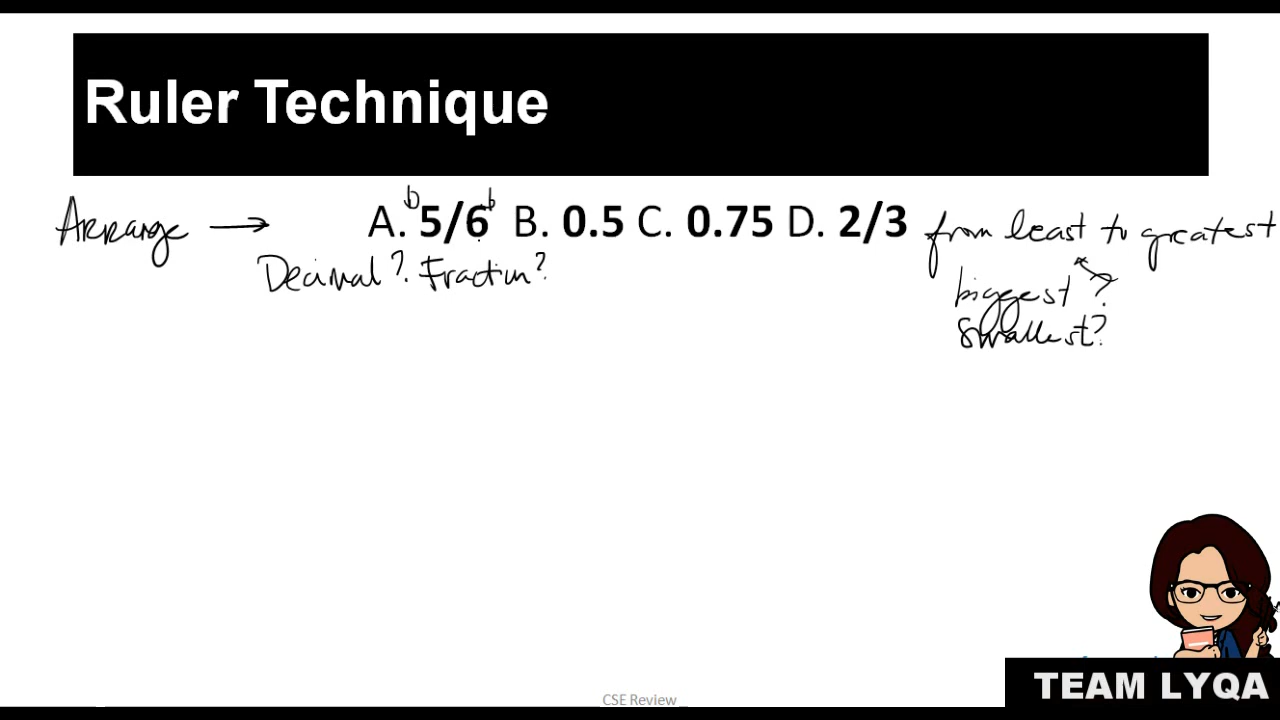 Ruler Technique
Arrange → A. 5/6 B. 0.5 C. 0.75 D. 2/3 from least to greatest
Decimal? Fraction? biggest?
smallest?
CSE Review
TEAM LYQA